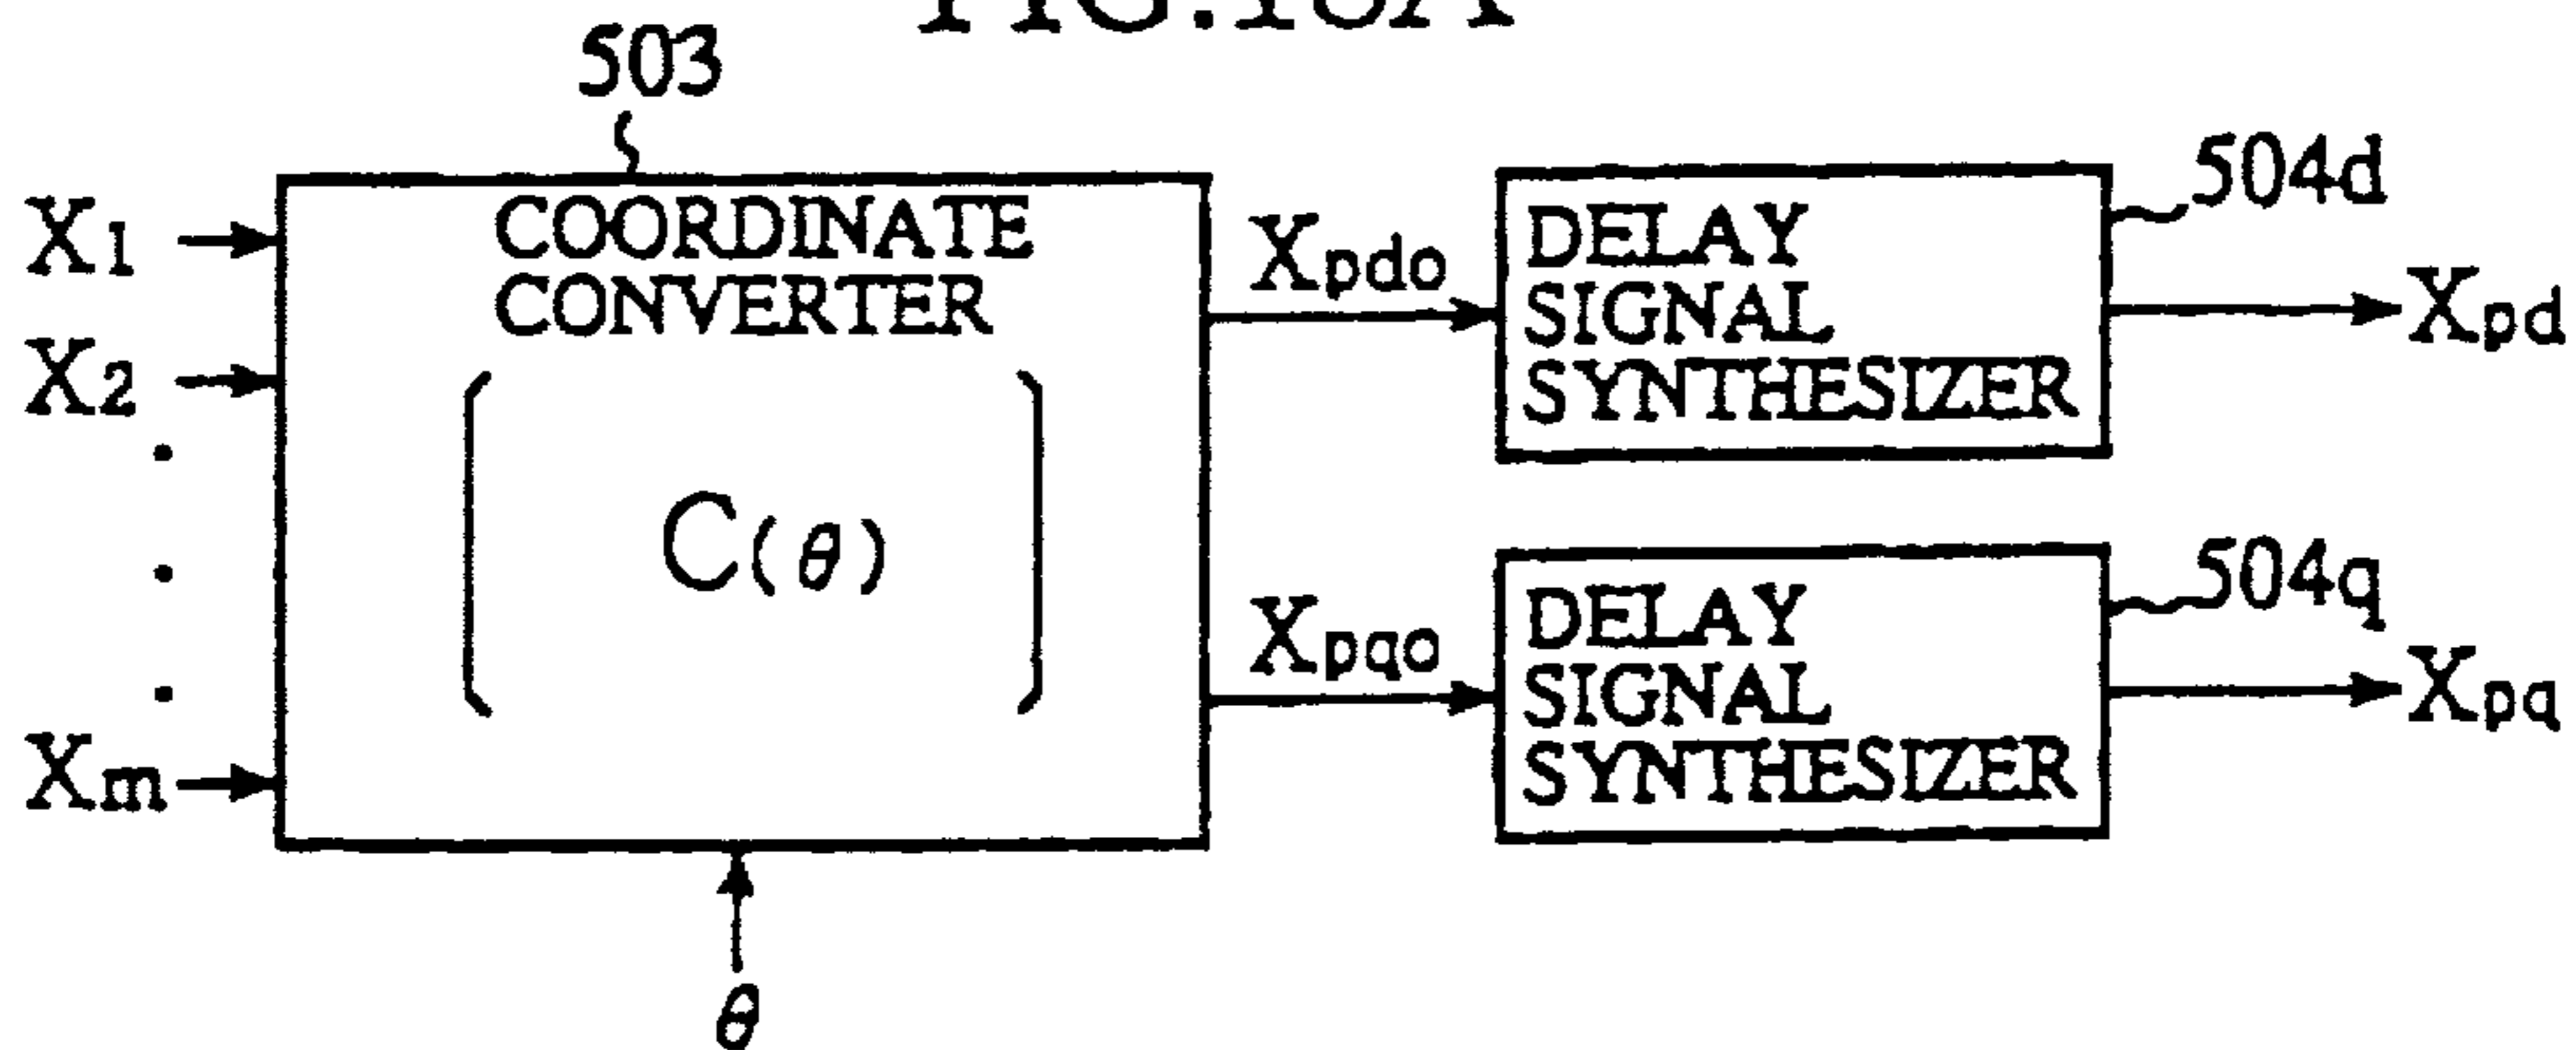 503
COORDINATE
CONVERTER
C(θ)
X1
X2
Xm
θ
Xpdo
Xpqo
DELAY
SIGNAL
SYNTHESIZER
504d
Xpd
DELAY
SIGNAL
SYNTHESIZER
504q
Xpq